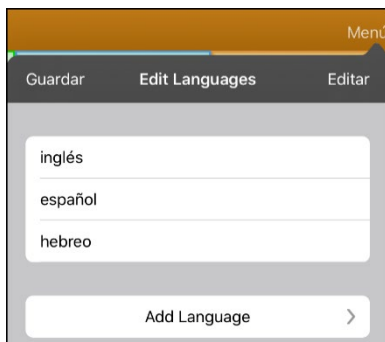 Menú
Guardar Edit Languages Editar
inglés
español
hebreo
Add Language